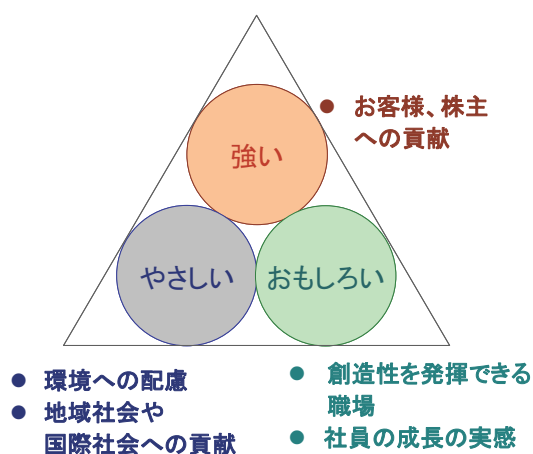 強い
● お客様、株主
への貢献
やさしい
おもしろい
● 環境への配慮
● 地域社会や
国際社会への貢献
● 創造性を発揮できる
職場
● 社員の成長の実感